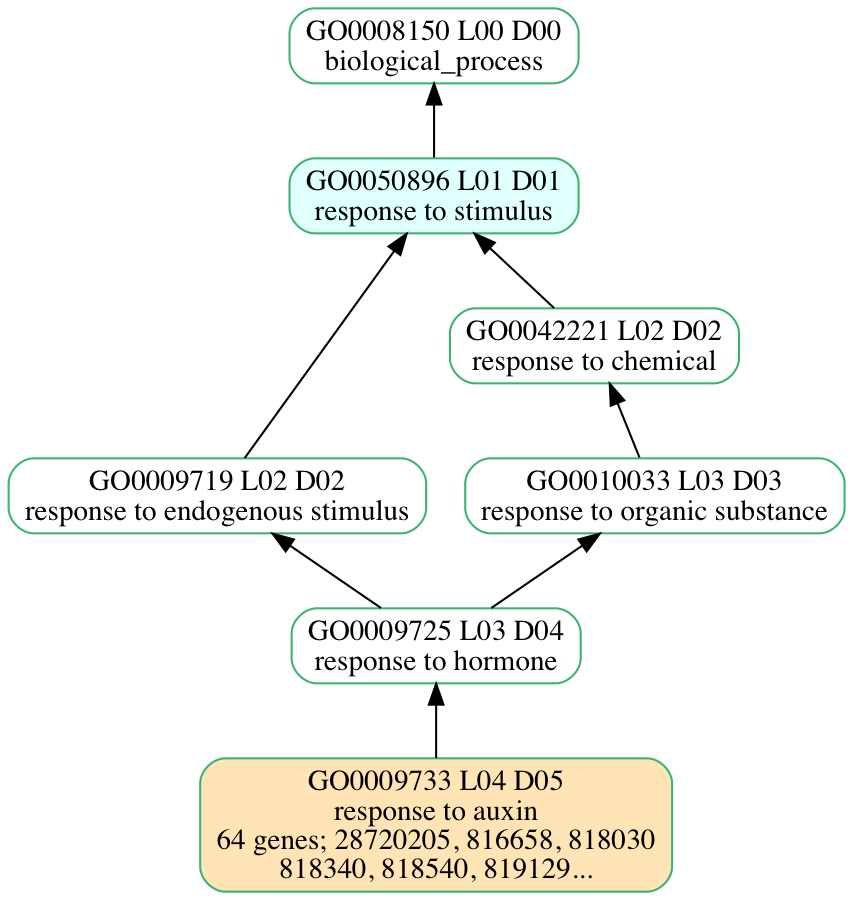 GO0008150 L00 D00
biological_process
GO0050896 L01 D01
response to stimulus
GO0042221 L02 D02
response to chemical
GO0009719 L02 D02
response to endogenous stimulus
GO0010033 L03 D03
response to organic substance
GO0009725 L03 D04
response to hormone
GO0009733 L04 D05
response to auxin
64 genes; 28720205, 816658, 818030
818340, 818540, 819129...